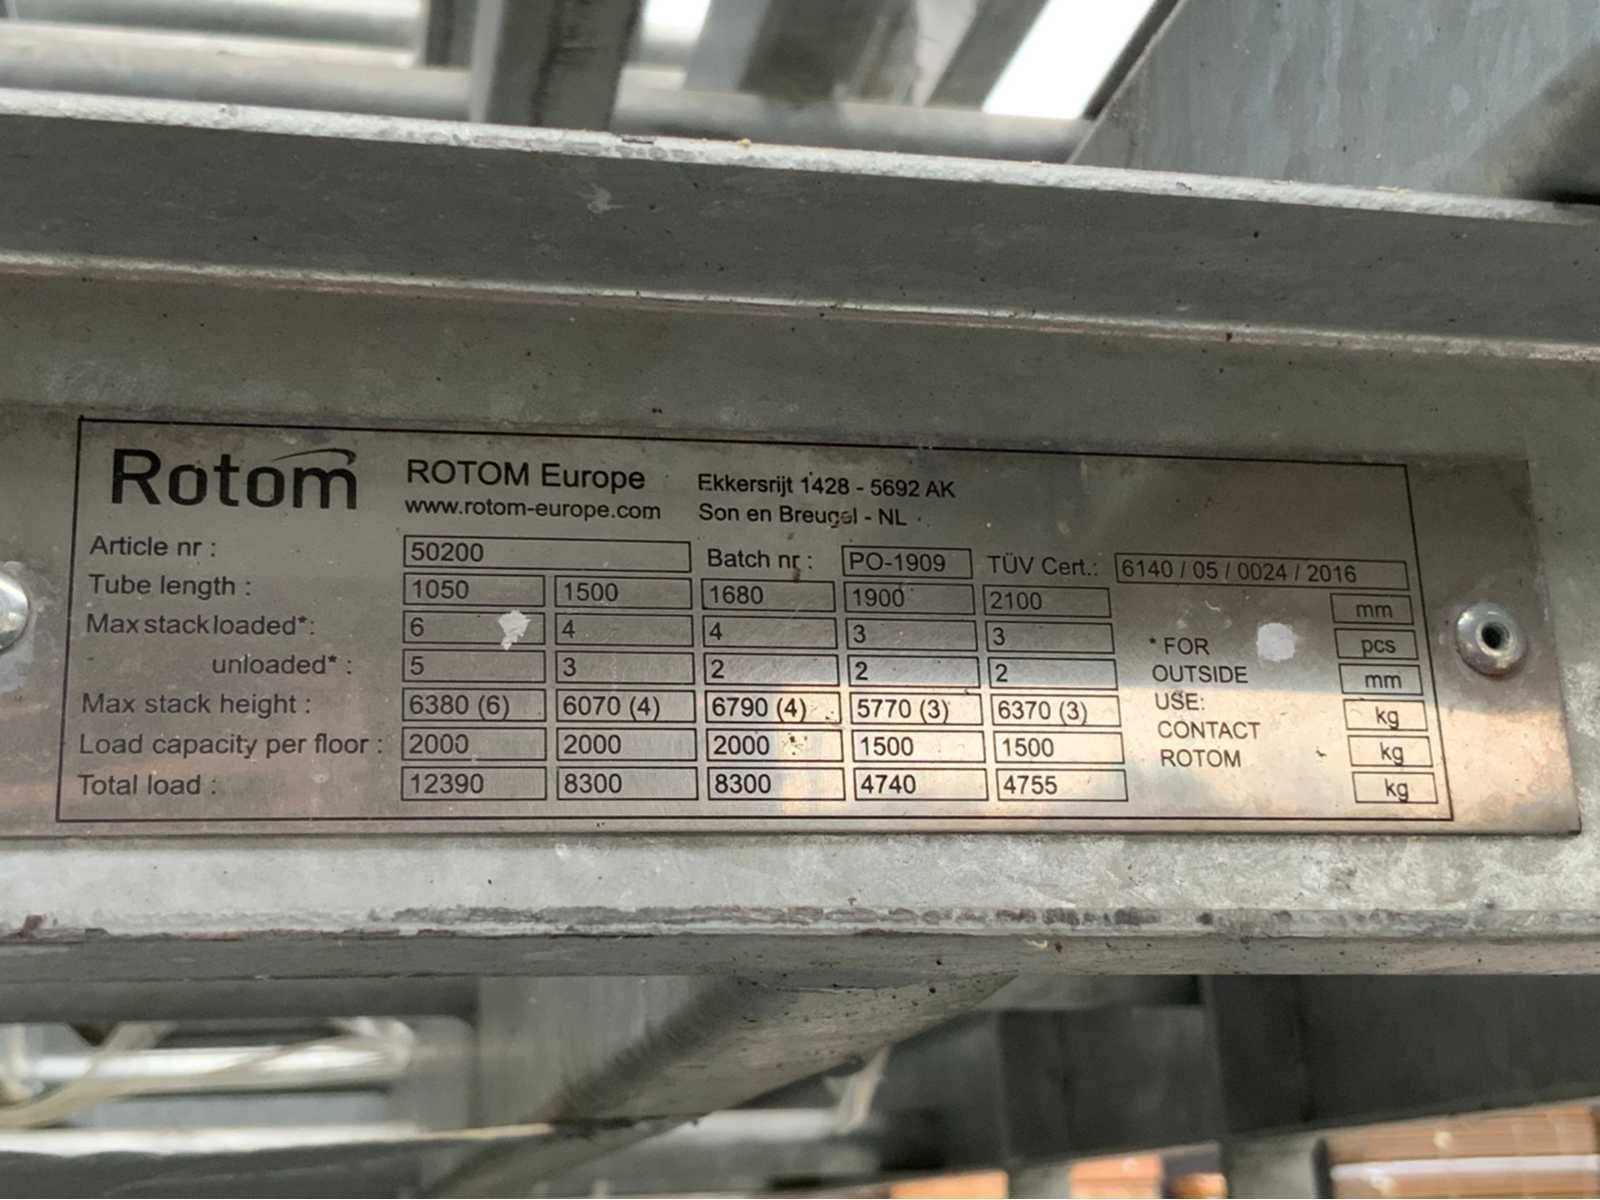 Rotom ROTOM Europe Ekkersrijt 1428 - 5692 AK
www.rotom-europe.com Son en Breugel - NL
Article nr : 50200 Batch nr : PO-1909 TÜV Cert.: 6140 / 05 / 0024 / 2016
Tube length : 1050 1500 1680 1900 2100 mm
Max stack loaded*: 6 4 4 3 3 * FOR pcs
unloaded* : 5 3 2 2 2 OUTSIDE mm
Max stack height : 6380 (6) 6070 (4) 6790 (4) 5770 (3) 6370 (3) USE: kg
Load capacity per floor : 2000 2000 2000 1500 1500 CONTACT kg
Total load : 12390 8300 8300 4740 4755 ROTOM kg